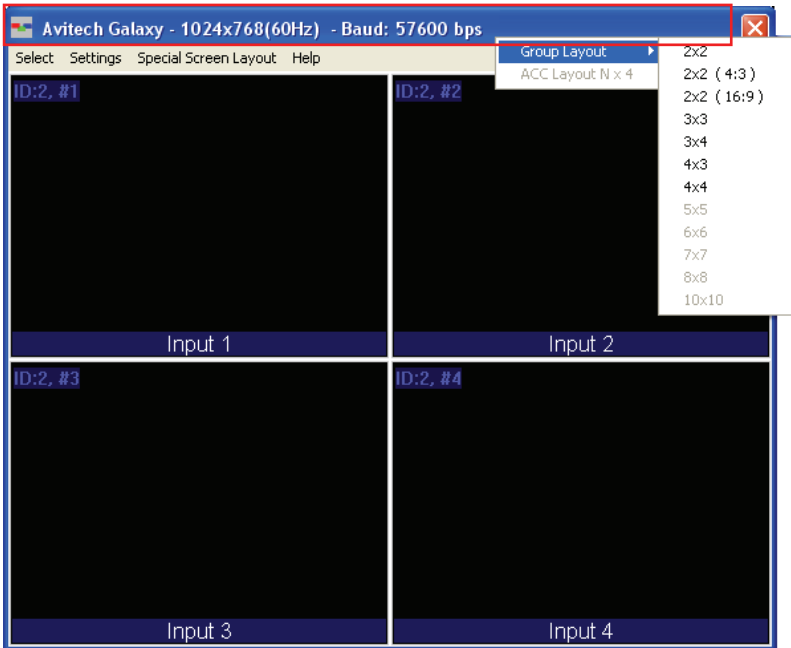 Avitech Galaxy - 1024x768(60Hz) - Baud: 57600 bps
Select Settings Special Screen Layout Help
Group Layout
ACC Layout N x 4
2x2
2x2 (4:3)
2x2 (16:9)
3x3
3x4
4x3
4x4
5x5
6x6
7x7
8x8
10x10
ID:2, #1
ID:2, #2
Input 1
Input 2
ID:2, #3
ID:2, #4
Input 3
Input 4